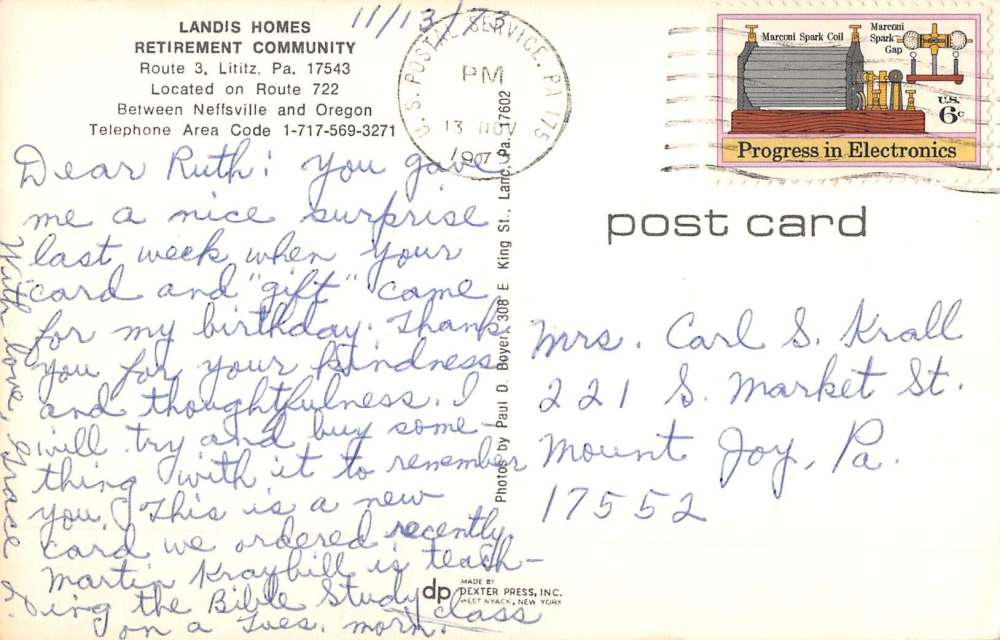 LANDIS HOMES
RETIREMENT COMMUNITY
Route 3, Lititz, Pa. 17543
Located on Route 722
Between Neffsville and Oregon
Telephone Area Code 1-717-569-3271
11/13/73
U.S. POSTAL SERVICE, PA 175
PM
13 NOV
197
Marconi Spark Coil
Marconi
Spark
Gap
U.S.
6c
Progress in Electronics
Dear Ruth: You gave
me a nice surprise
last week when your
card and "gift" came
for my birthday. Thank
you for your kindness
and thoughtfulness. I
will try and buy some-
thing with it to remember
you. This is a new
card we ordered recently.
Martin Kraybill is teach-
ing the Bible Study class
on a Tues. morn.
With love, Grace
Photos by Paul D. Boyer, 308 E King St., Lanc., Pa. 17602
post card
Mrs. Carl S. Krall
221 S. Market St.
Mount Joy, Pa.
17552
dp
MADE BY
DEXTER PRESS, INC.
WEST NYACK, NEW YORK